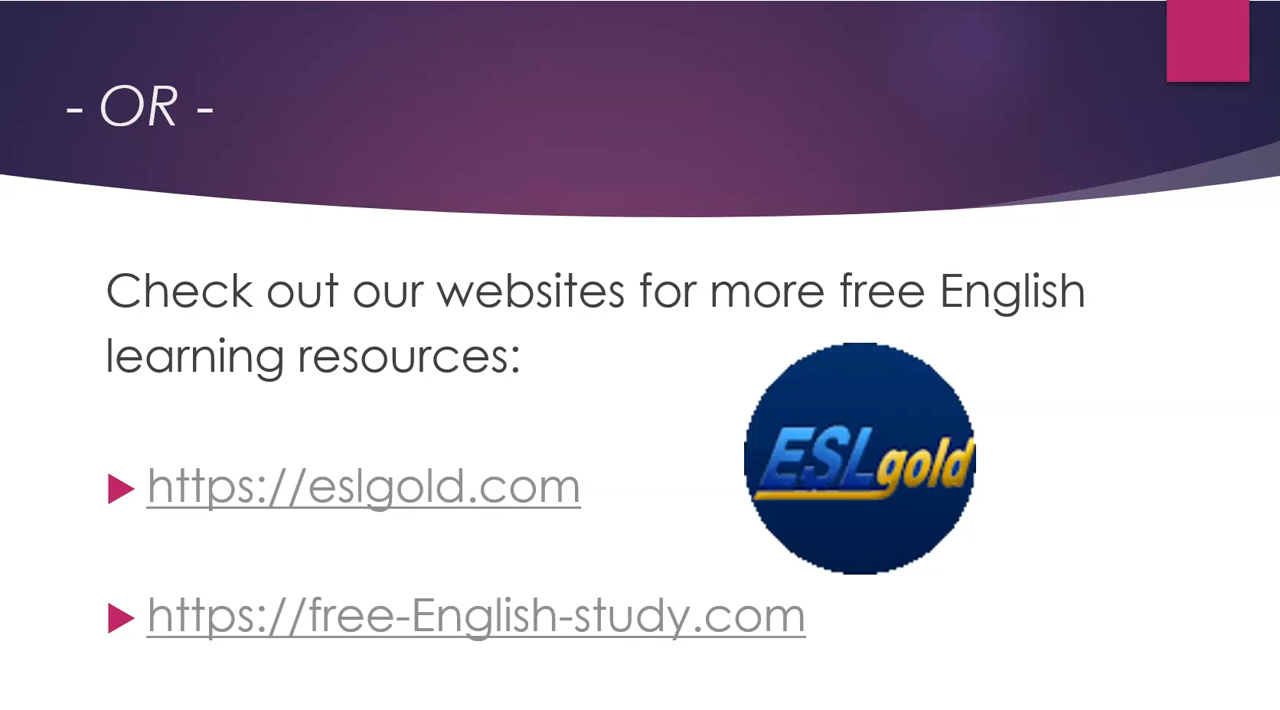 - OR -
Check out our websites for more free English
learning resources:
https://eslgold.com
ESLgold
https://free-English-study.com